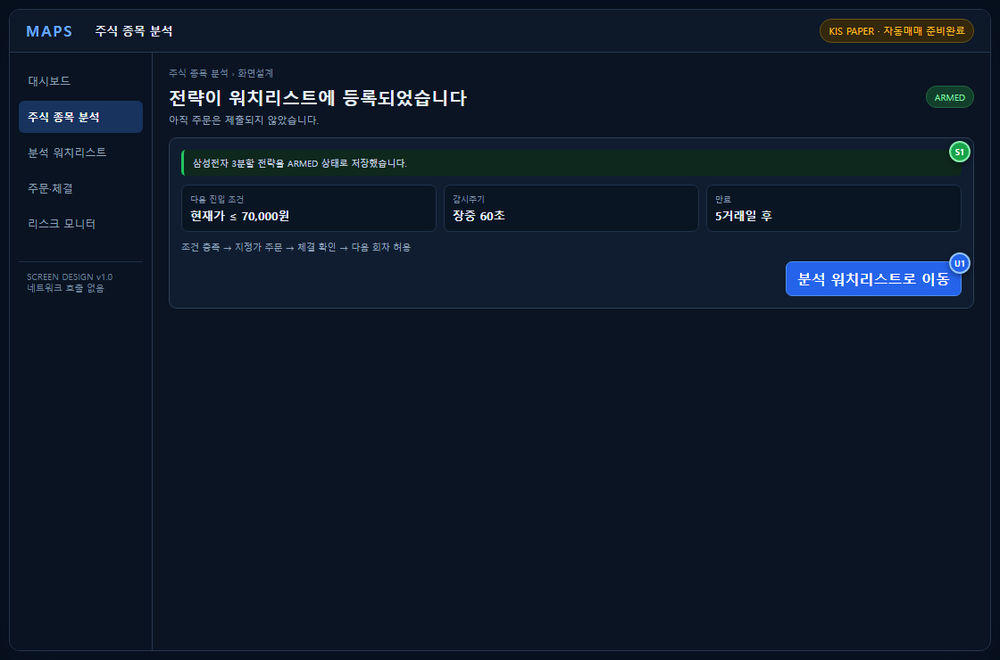 MAPS 주식 종목 분석 KIS PAPER · 자동매매 준비완료
대시보드
주식 종목 분석
분석 워치리스트
주문·체결
리스크 모니터
SCREEN DESIGN v1.0
네트워크 호출 없음
주식 종목 분석 › 화면설계
전략이 워치리스트에 등록되었습니다
아직 주문은 제출되지 않았습니다.
ARMED
삼성전자 3분할 전략을 ARMED 상태로 저장했습니다.
S1
다음 진입 조건
현재가 ≤ 70,000원
감시주기
장중 60초
만료
5거래일 후
조건 충족 → 지정가 주문 → 체결 확인 → 다음 회차 허용
U1
분석 워치리스트로 이동